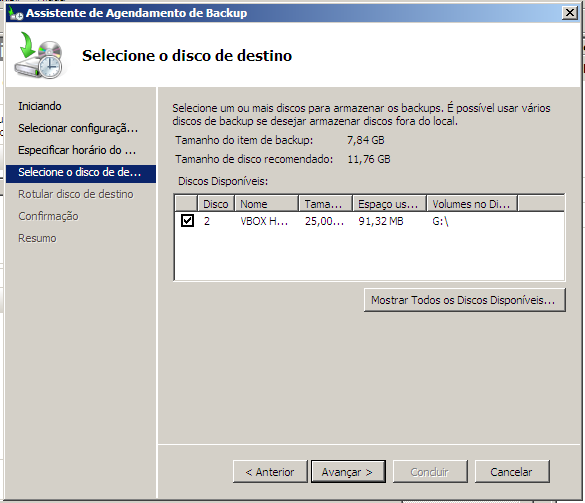 Assistente de Agendamento de Backup
Selecione o disco de destino
Iniciando
Selecionar configuraçã...
Especificar horário do ...
Selecione o disco de de...
Rotular disco de destino
Confirmação
Resumo
Selecione um ou mais discos para armazenar os backups. É possível usar vários
discos de backup se desejar armazenar discos fora do local.
Tamanho do item de backup: 7,84 GB
Tamanho de disco recomendado: 11,76 GB
Discos Disponíveis:
Disco Nome Tama... Espaço us... Volumes no Di...
2 VBOX H... 25,00... 91,32 MB G:\
Mostrar Todos os Discos Disponíveis...
< Anterior Avançar > Concluir Cancelar